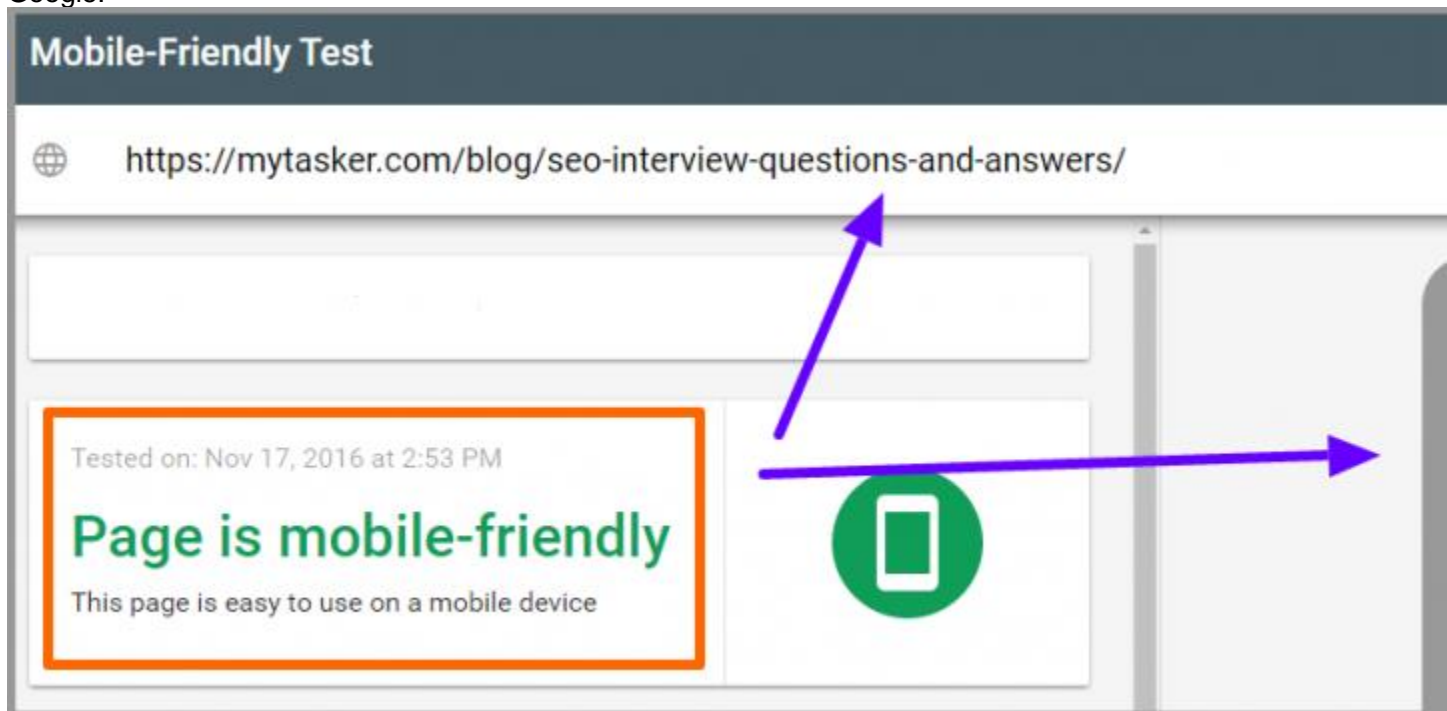 Google.
Mobile-Friendly Test
https://mytasker.com/blog/seo-interview-questions-and-answers/
Tested on: Nov 17, 2016 at 2:53 PM
Page is mobile-friendly
This page is easy to use on a mobile device